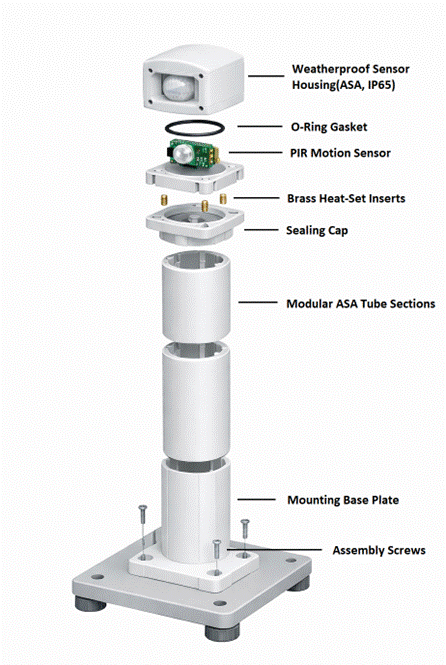 Weatherproof Sensor
Housing(ASA, IP65)
O-Ring Gasket
PIR Motion Sensor
Brass Heat-Set Inserts
Sealing Cap
Modular ASA Tube Sections
Mounting Base Plate
Assembly Screws